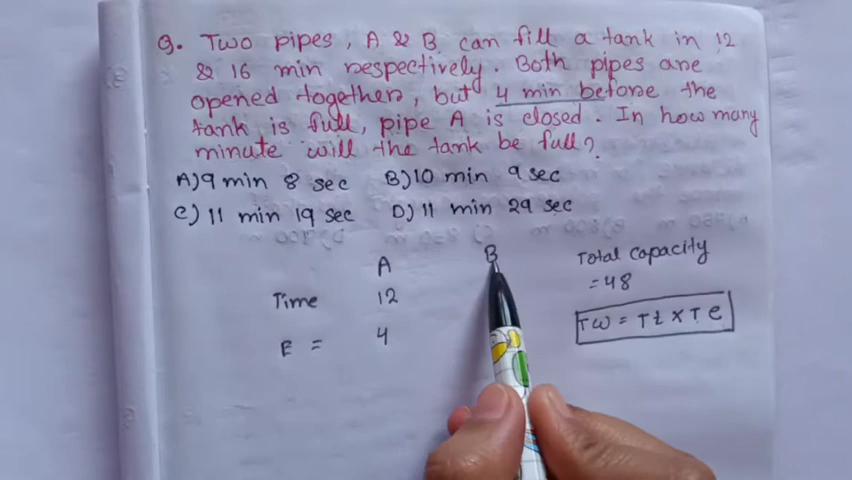 Q. Two pipes, A & B can fill a tank in 12
& 16 min respectively. Both pipes are
opened together, but 4 min before the
tank is full, pipe A is closed. In how many
minute will the tank be full?
A) 9 min 8 sec B) 10 min 9 sec
C) 11 min 19 sec D) 11 min 29 sec
A B Total capacity
= 48
Time 12
TW = Tt x Te
E = 4